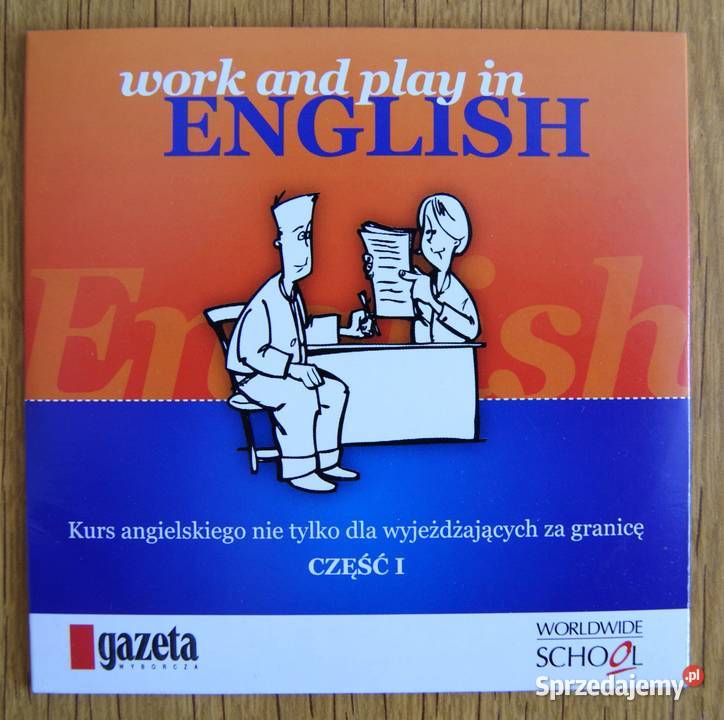 work and play in
ENGLISH
English
Kurs angielskiego nie tylko dla wyjeżdżających za granicę
CZĘŚĆ I
gazeta
WYBORCZA
WORLDWIDE
SCHOOL
Sprzedajemy.pl